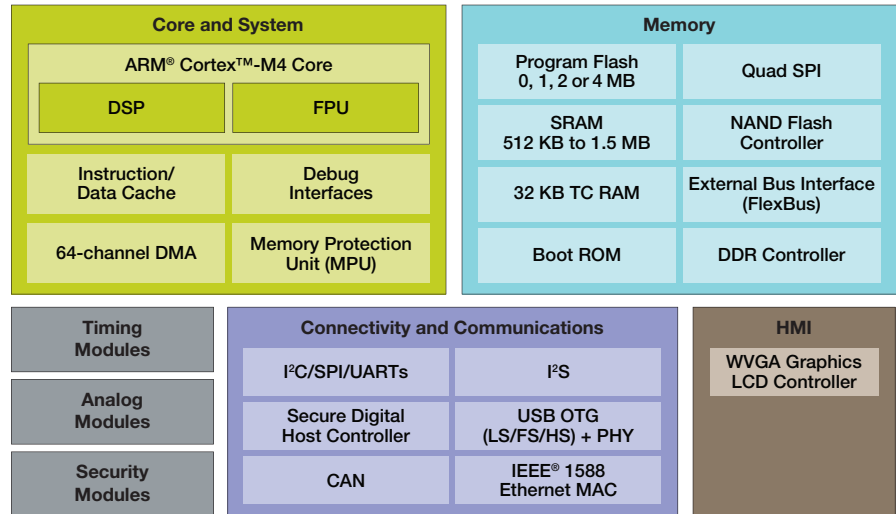 Core and System
ARM® Cortex™-M4 Core
DSP
FPU
Instruction/
Data Cache
Debug
Interfaces
64-channel DMA
Memory Protection
Unit (MPU)
Memory
Program Flash
0, 1, 2 or 4 MB
Quad SPI
SRAM
512 KB to 1.5 MB
NAND Flash
Controller
32 KB TC RAM
External Bus Interface
(FlexBus)
Boot ROM
DDR Controller
Timing
Modules
Analog
Modules
Security
Modules
Connectivity and Communications
I²C/SPI/UARTs
I²S
Secure Digital
Host Controller
USB OTG
(LS/FS/HS) + PHY
CAN
IEEE® 1588
Ethernet MAC
HMI
WVGA Graphics
LCD Controller